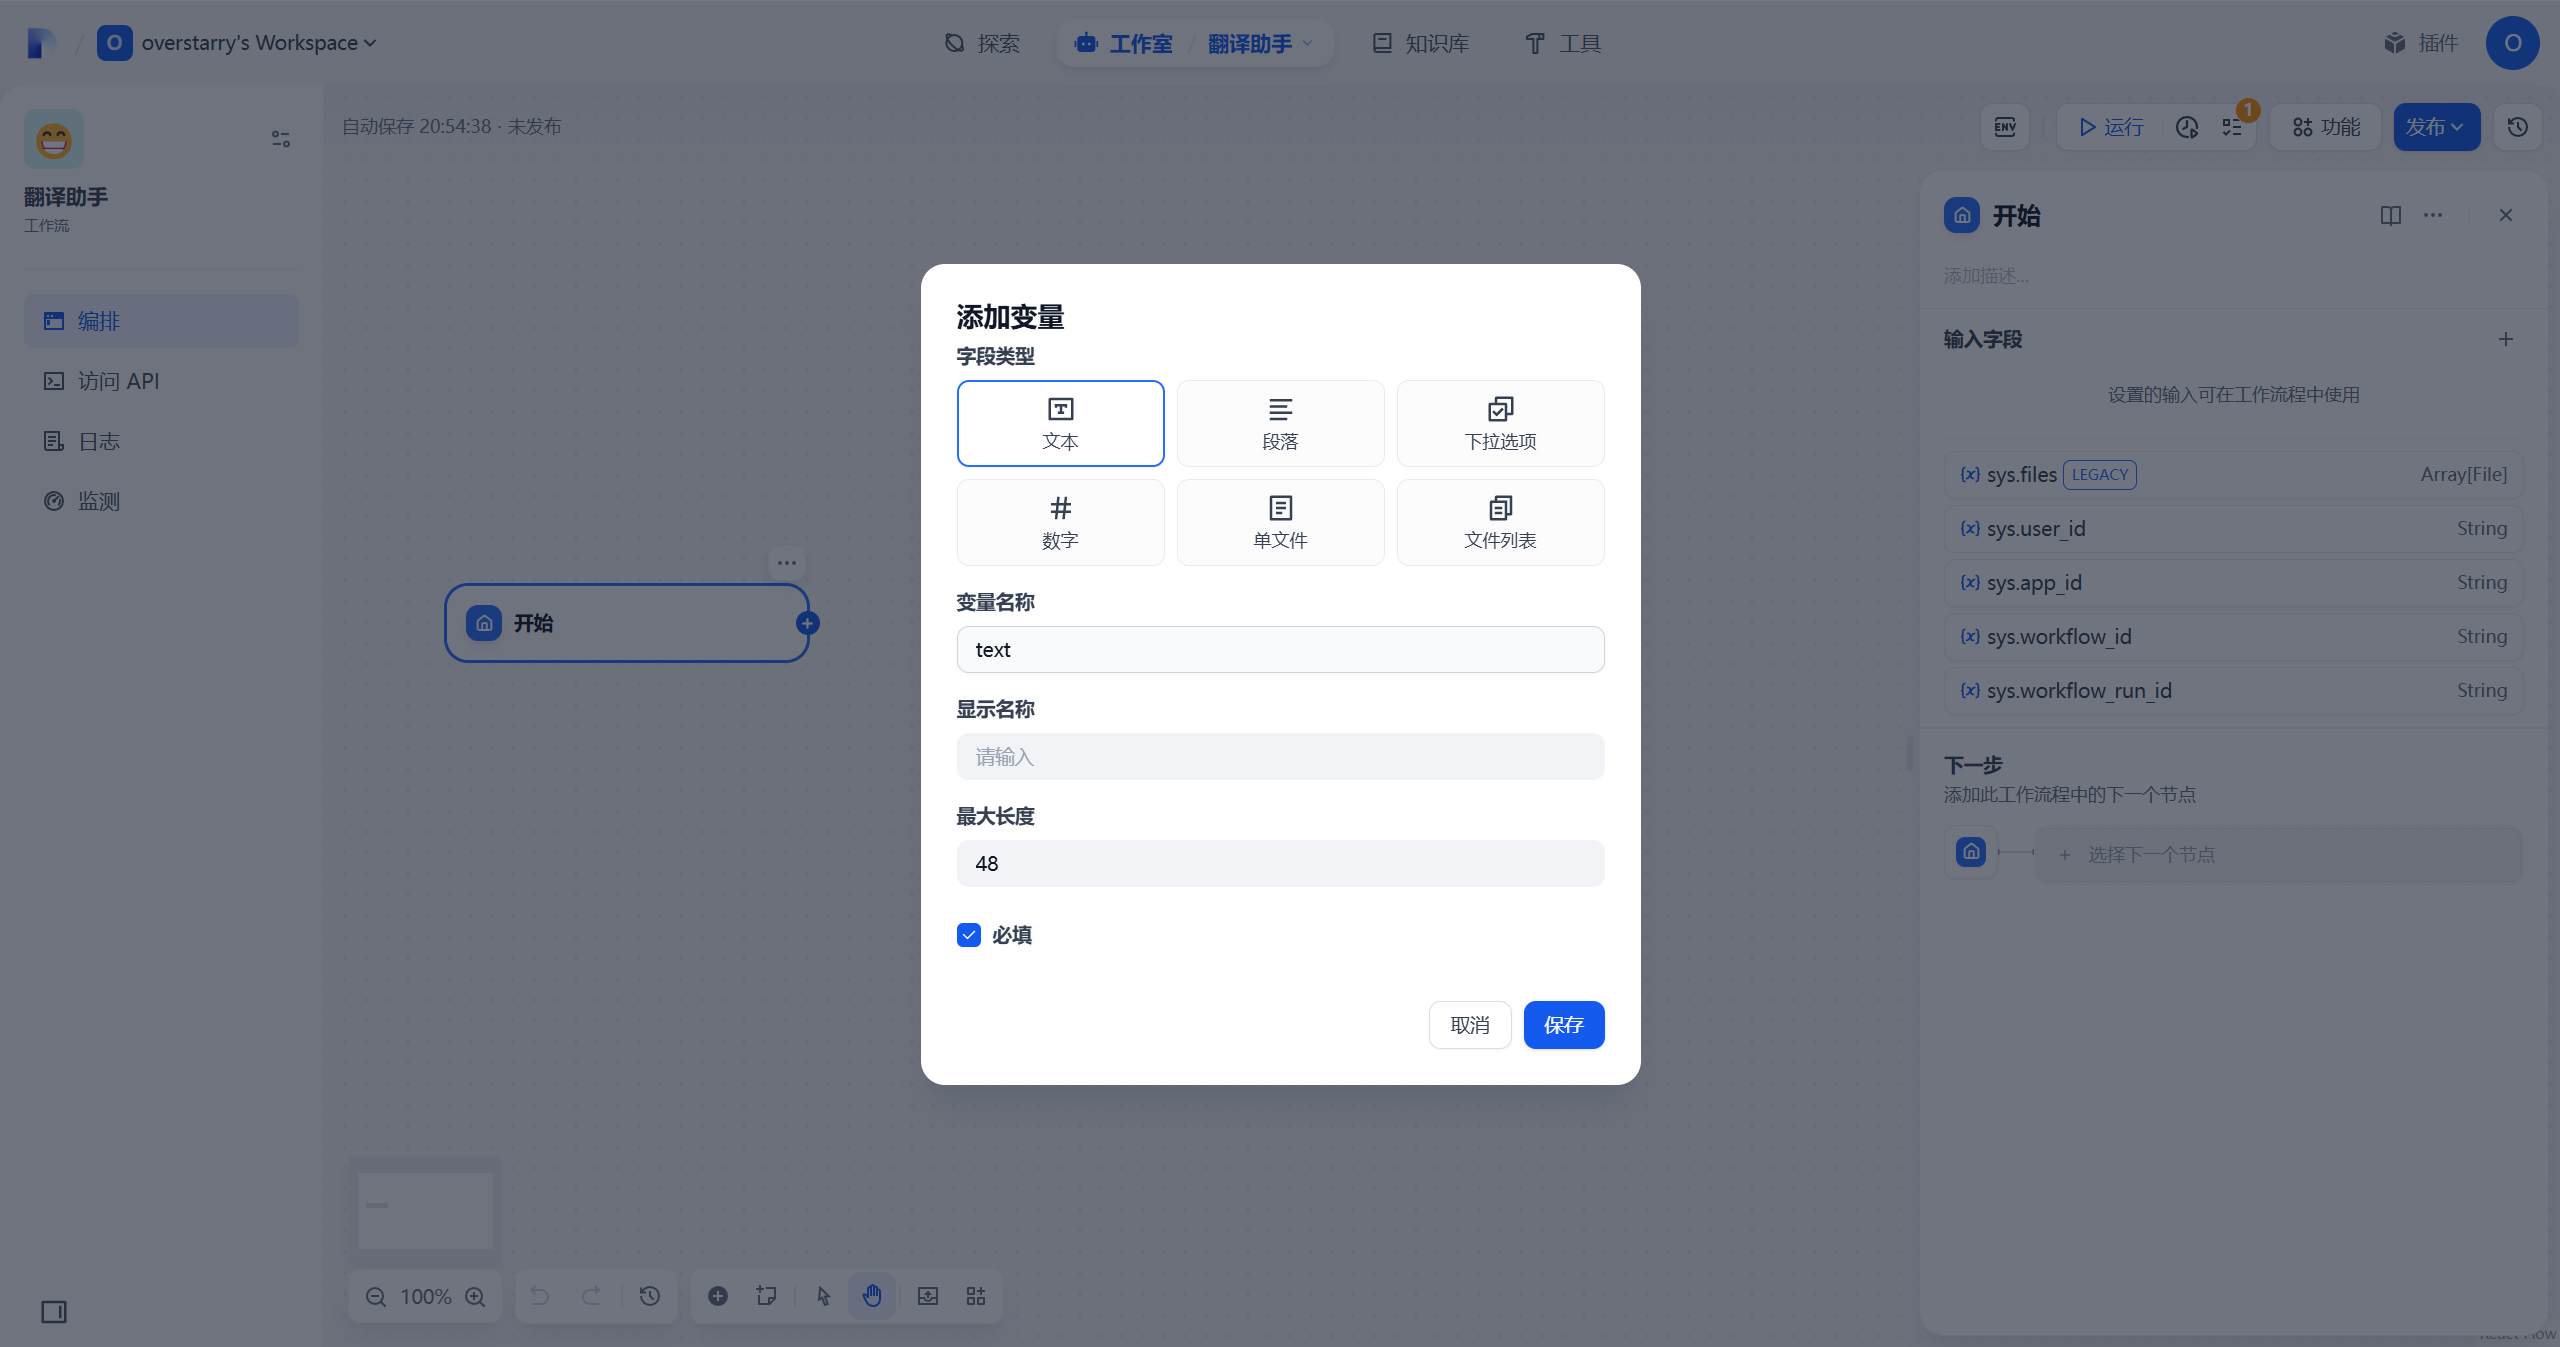 / O overstarry's Workspace
探索
工作室 / 翻译助手
知识库
工具
插件
O
翻译助手
工作流
编排
访问 API
日志
监测
自动保存 20:54:38 · 未发布
ENV
运行
1
功能
发布
开始
添加变量
字段类型
文本
段落
下拉选项
数字
单文件
文件列表
变量名称
text
显示名称
请输入
最大长度
48
必填
取消
保存
开始
添加描述...
输入字段
设置的输入可在工作流程中使用
{x} sys.files LEGACY Array[File]
{x} sys.user_id String
{x} sys.app_id String
{x} sys.workflow_id String
{x} sys.workflow_run_id String
下一步
添加此工作流程中的下一个节点
+ 选择下一个节点
100%
React Flow